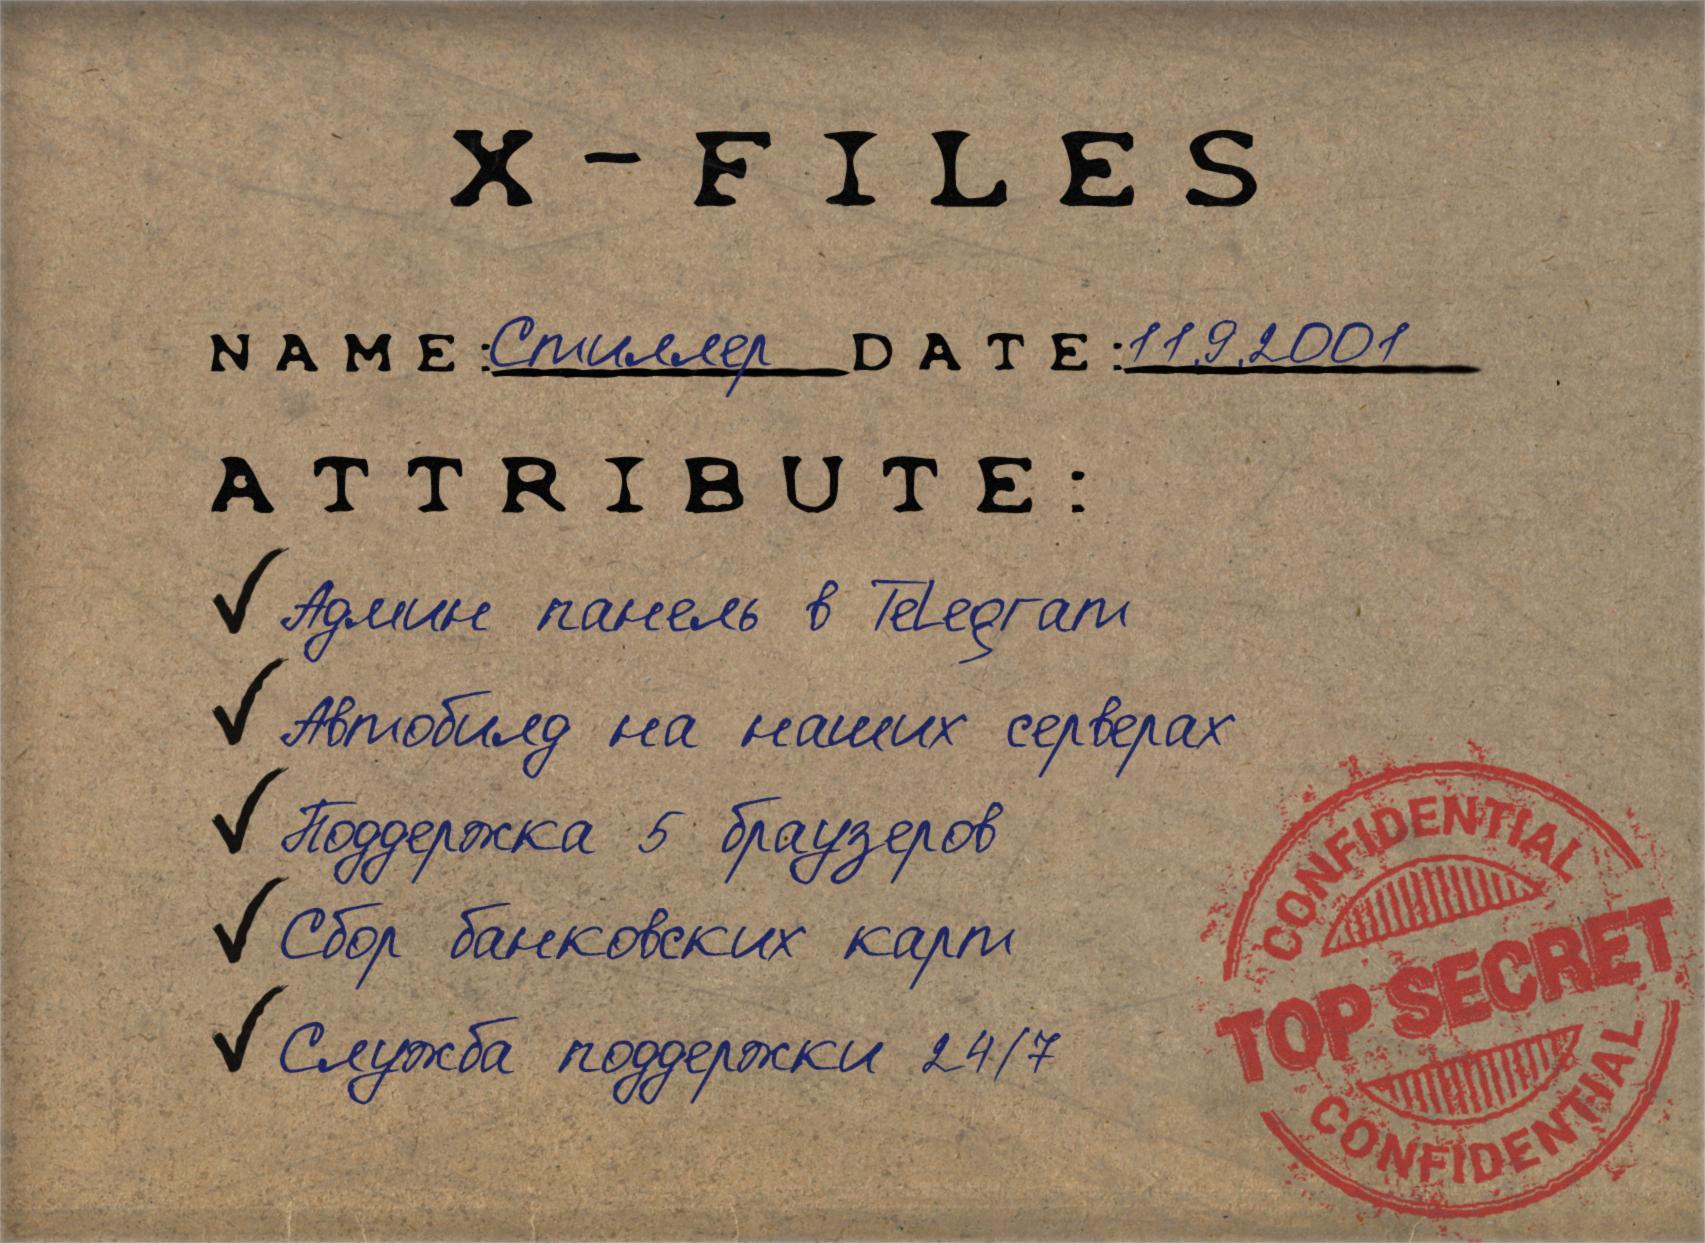 X-FILES
NAME: Стиллер DATE: 11.9.2001
ATTRIBUTE:
✓ Админ панель в Telegram
✓ Автобилд на наших серверах
✓ Поддержка 5 браузеров
✓ Сбор банковских карт
✓ Служба поддержки 24/7
CONFIDENTIAL
TOP SECRET
CONFIDENTIAL